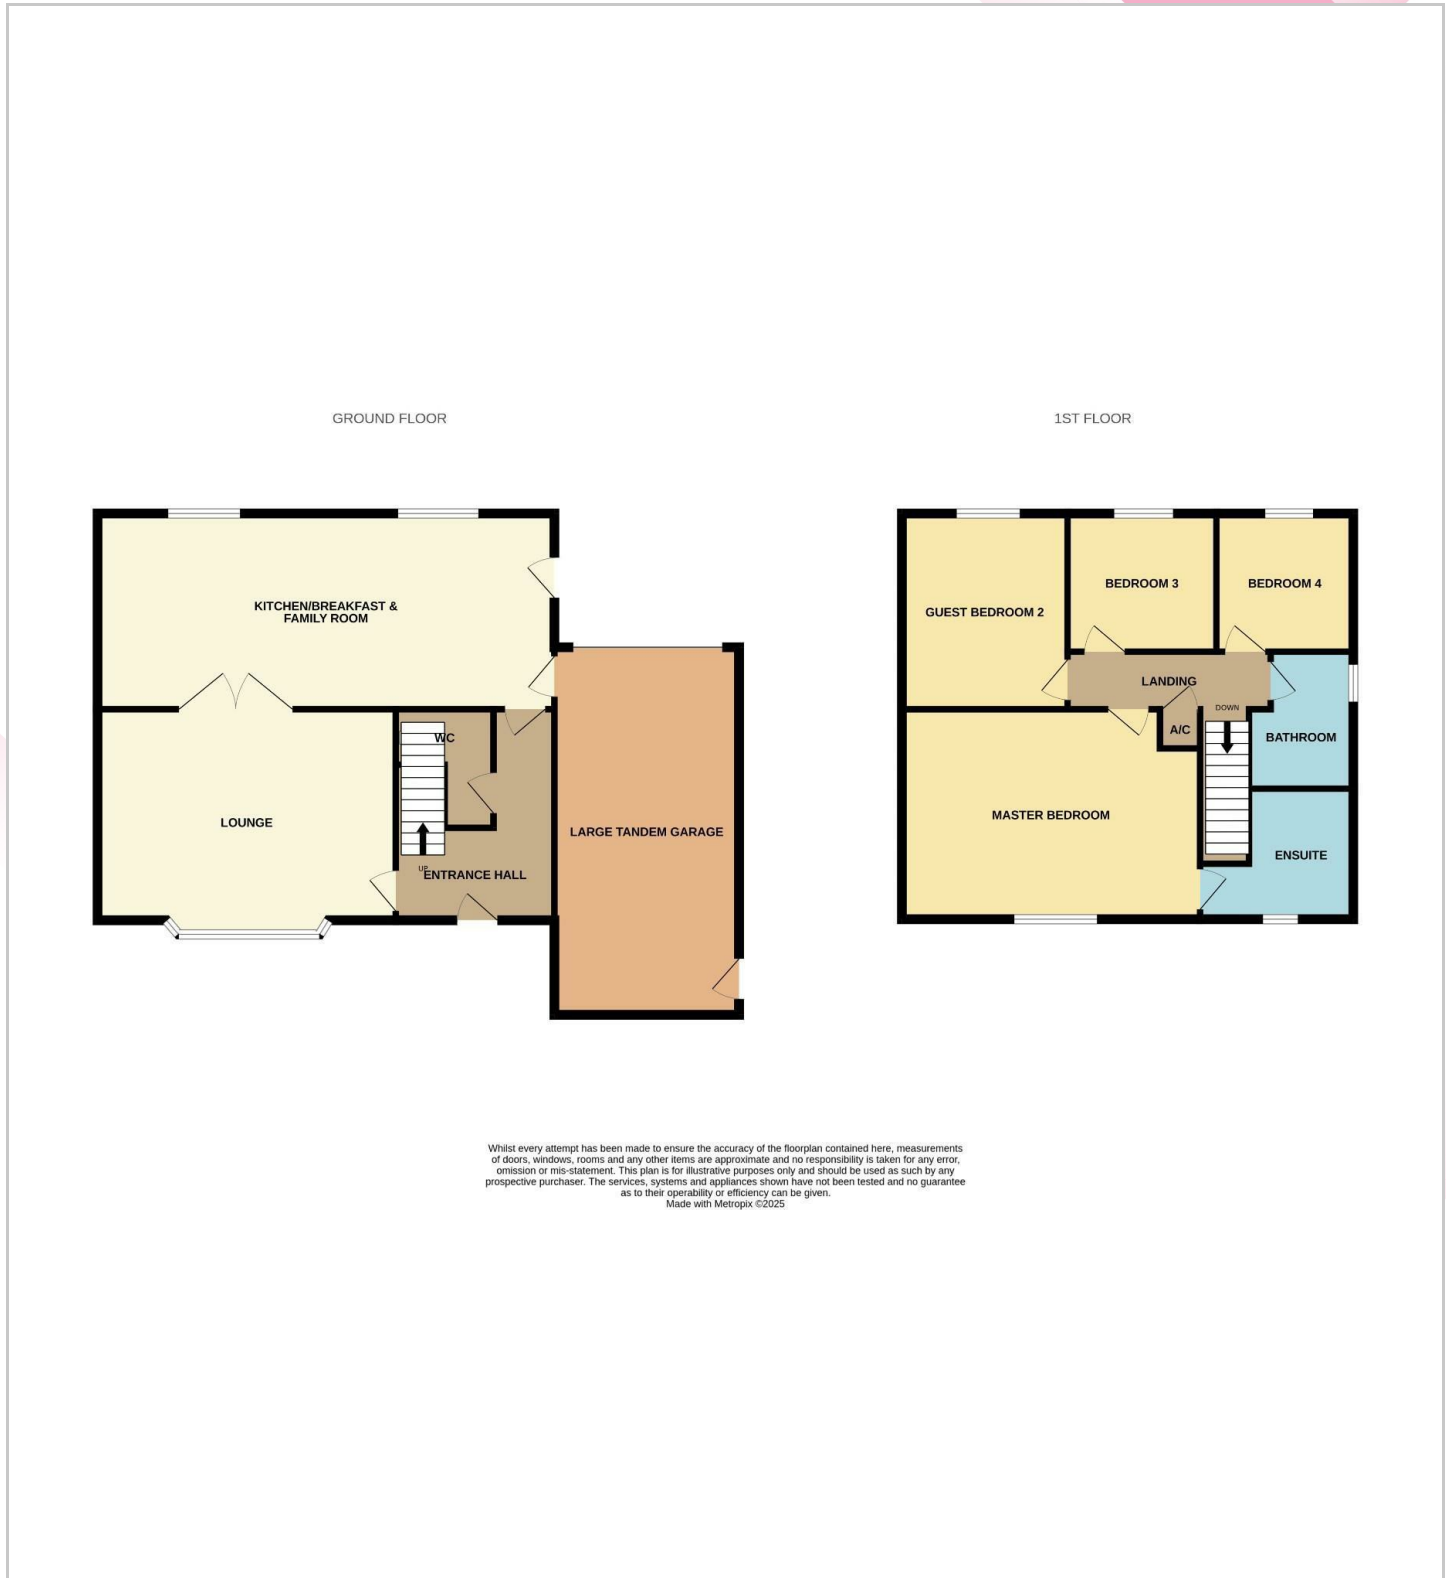 GROUND FLOOR
1ST FLOOR
KITCHEN/BREAKFAST &
FAMILY ROOM
WC
LOUNGE
UP
ENTRANCE HALL
LARGE TANDEM GARAGE
GUEST BEDROOM 2
BEDROOM 3
BEDROOM 4
LANDING
DOWN
A/C
BATHROOM
MASTER BEDROOM
ENSUITE
Whilst every attempt has been made to ensure the accuracy of the floorplan contained here, measurements
of doors, windows, rooms and any other items are approximate and no responsibility is taken for any error,
omission or mis-statement. This plan is for illustrative purposes only and should be used as such by any
prospective purchaser. The services, systems and appliances shown have not been tested and no guarantee
as to their operability or efficiency can be given.
Made with Metropix ©2025